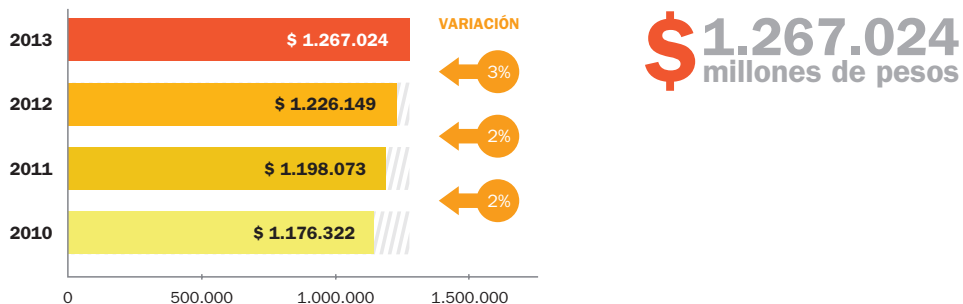 2013 $ 1.267.024
VARIACIÓN
3%
2012 $ 1.226.149
2%
2011 $ 1.198.073
2%
2010 $ 1.176.322
0 500.000 1.000.000 1.500.000
$ 1.267.024
millones de pesos